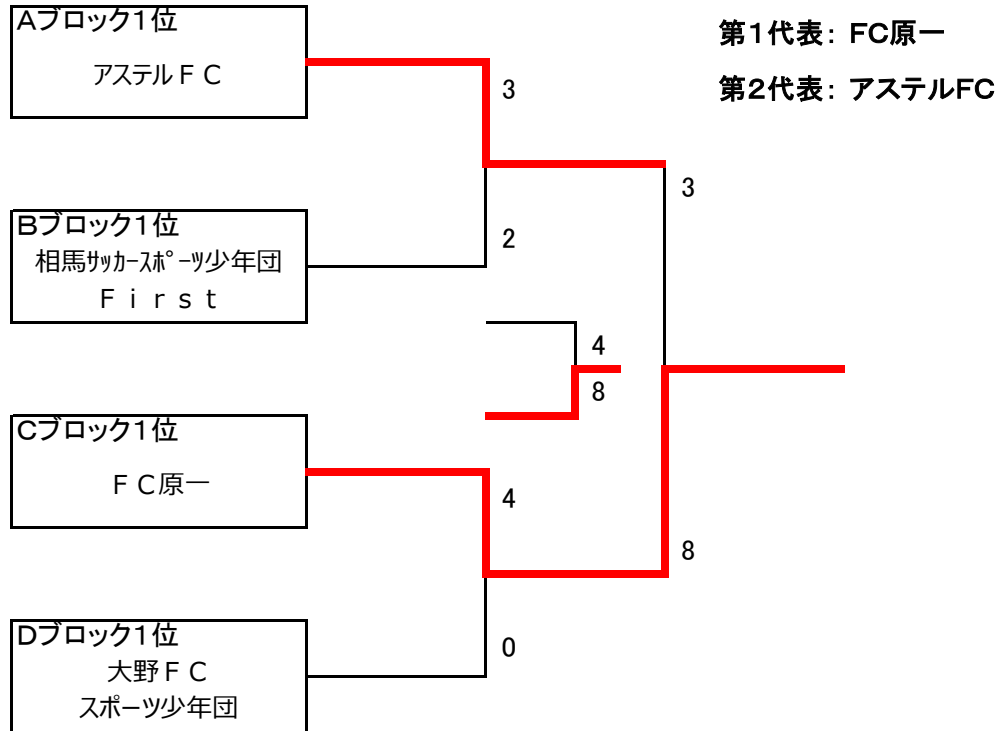 Aブロック1位
アステルＦＣ
第1代表： FC原一
第2代表： アステルFC
3
3
Bブロック1位
相馬ｻｯｶｰｽﾎﾟｰﾂ少年団
Ｆｉｒｓｔ
2
4
8
Cブロック1位
ＦＣ原一
4
8
Dブロック1位
大野ＦＣ
スポーツ少年団
0